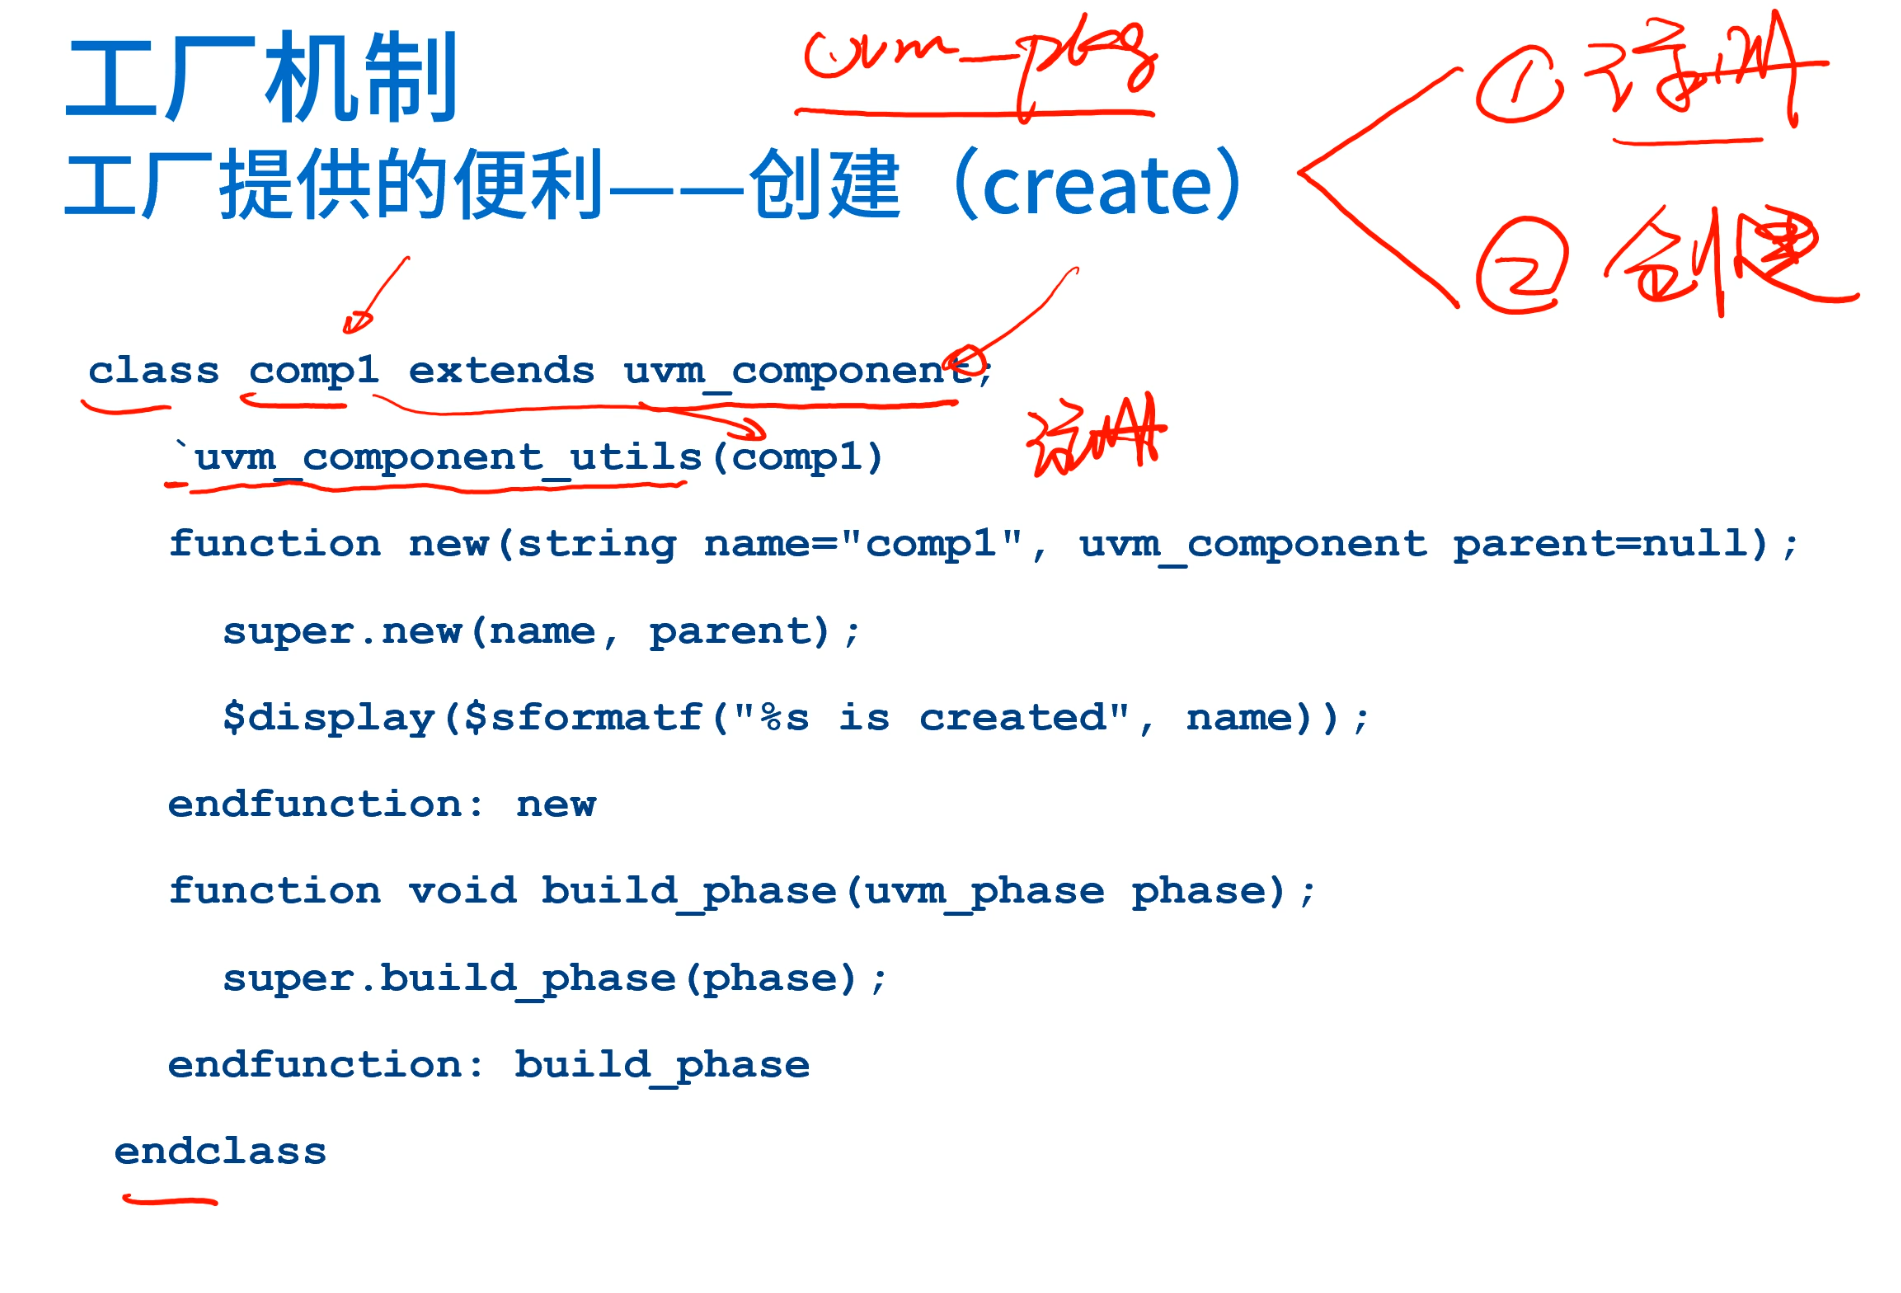 工厂机制
uvm_pkg
① 注册
工厂提供的便利——创建（create）
② 创建
class comp1 extends uvm_component;
`uvm_component_utils(comp1)
注册
function new(string name="comp1", uvm_component parent=null);
super.new(name, parent);
$display($sformatf("%s is created", name));
endfunction: new
function void build_phase(uvm_phase phase);
super.build_phase(phase);
endfunction: build_phase
endclass